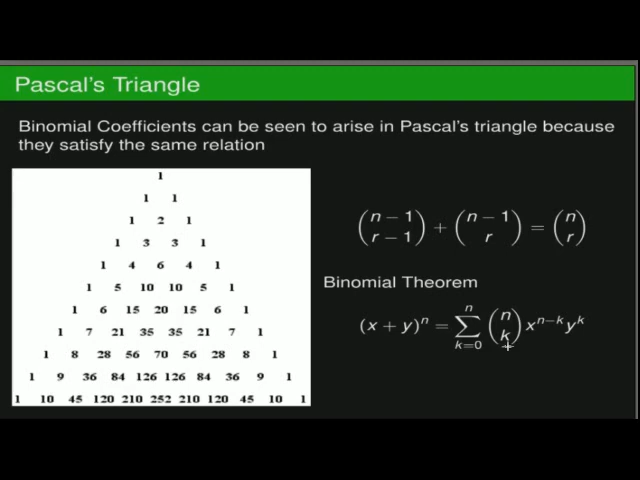 Pascal's Triangle
Binomial Coefficients can be seen to arise in Pascal's triangle because
they satisfy the same relation
1
1 1
1 2 1
1 3 3 1
1 4 6 4 1
1 5 10 10 5 1
1 6 15 20 15 6 1
1 7 21 35 35 21 7 1
1 8 28 56 70 56 28 8 1
1 9 36 84 126 126 84 36 9 1
1 10 45 120 210 252 210 120 45 10 1
(n − 1 / r − 1) + (n − 1 / r) = (n / r)
Binomial Theorem
(x + y)^n = ∑_{k=0}^{n} (n / k) x^{n−k} y^k